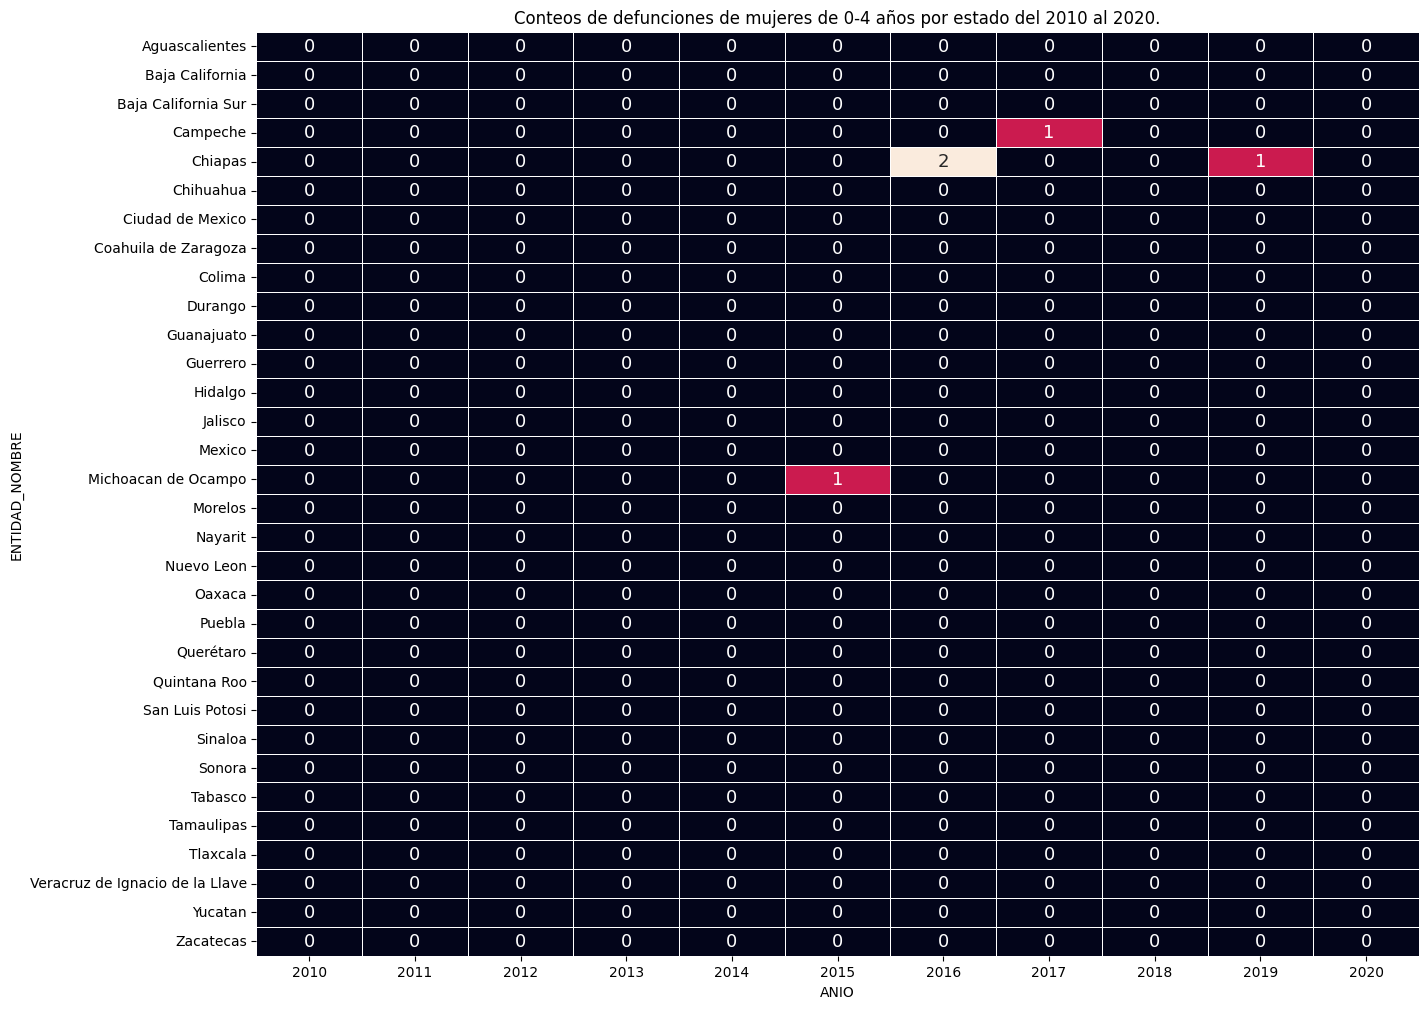 Conteos de defunciones de mujeres de 0-4 años por estado del 2010 al 2020.
ENTIDAD_NOMBRE
Aguascalientes 0 0 0 0 0 0 0 0 0 0 0
Baja California 0 0 0 0 0 0 0 0 0 0 0
Baja California Sur 0 0 0 0 0 0 0 0 0 0 0
Campeche 0 0 0 0 0 0 0 1 0 0 0
Chiapas 0 0 0 0 0 0 2 0 0 1 0
Chihuahua 0 0 0 0 0 0 0 0 0 0 0
Ciudad de Mexico 0 0 0 0 0 0 0 0 0 0 0
Coahuila de Zaragoza 0 0 0 0 0 0 0 0 0 0 0
Colima 0 0 0 0 0 0 0 0 0 0 0
Durango 0 0 0 0 0 0 0 0 0 0 0
Guanajuato 0 0 0 0 0 0 0 0 0 0 0
Guerrero 0 0 0 0 0 0 0 0 0 0 0
Hidalgo 0 0 0 0 0 0 0 0 0 0 0
Jalisco 0 0 0 0 0 0 0 0 0 0 0
Mexico 0 0 0 0 0 0 0 0 0 0 0
Michoacan de Ocampo 0 0 0 0 0 1 0 0 0 0 0
Morelos 0 0 0 0 0 0 0 0 0 0 0
Nayarit 0 0 0 0 0 0 0 0 0 0 0
Nuevo Leon 0 0 0 0 0 0 0 0 0 0 0
Oaxaca 0 0 0 0 0 0 0 0 0 0 0
Puebla 0 0 0 0 0 0 0 0 0 0 0
Querétaro 0 0 0 0 0 0 0 0 0 0 0
Quintana Roo 0 0 0 0 0 0 0 0 0 0 0
San Luis Potosi 0 0 0 0 0 0 0 0 0 0 0
Sinaloa 0 0 0 0 0 0 0 0 0 0 0
Sonora 0 0 0 0 0 0 0 0 0 0 0
Tabasco 0 0 0 0 0 0 0 0 0 0 0
Tamaulipas 0 0 0 0 0 0 0 0 0 0 0
Tlaxcala 0 0 0 0 0 0 0 0 0 0 0
Veracruz de Ignacio de la Llave 0 0 0 0 0 0 0 0 0 0 0
Yucatan 0 0 0 0 0 0 0 0 0 0 0
Zacatecas 0 0 0 0 0 0 0 0 0 0 0
2010 2011 2012 2013 2014 2015 2016 2017 2018 2019 2020
ANIO